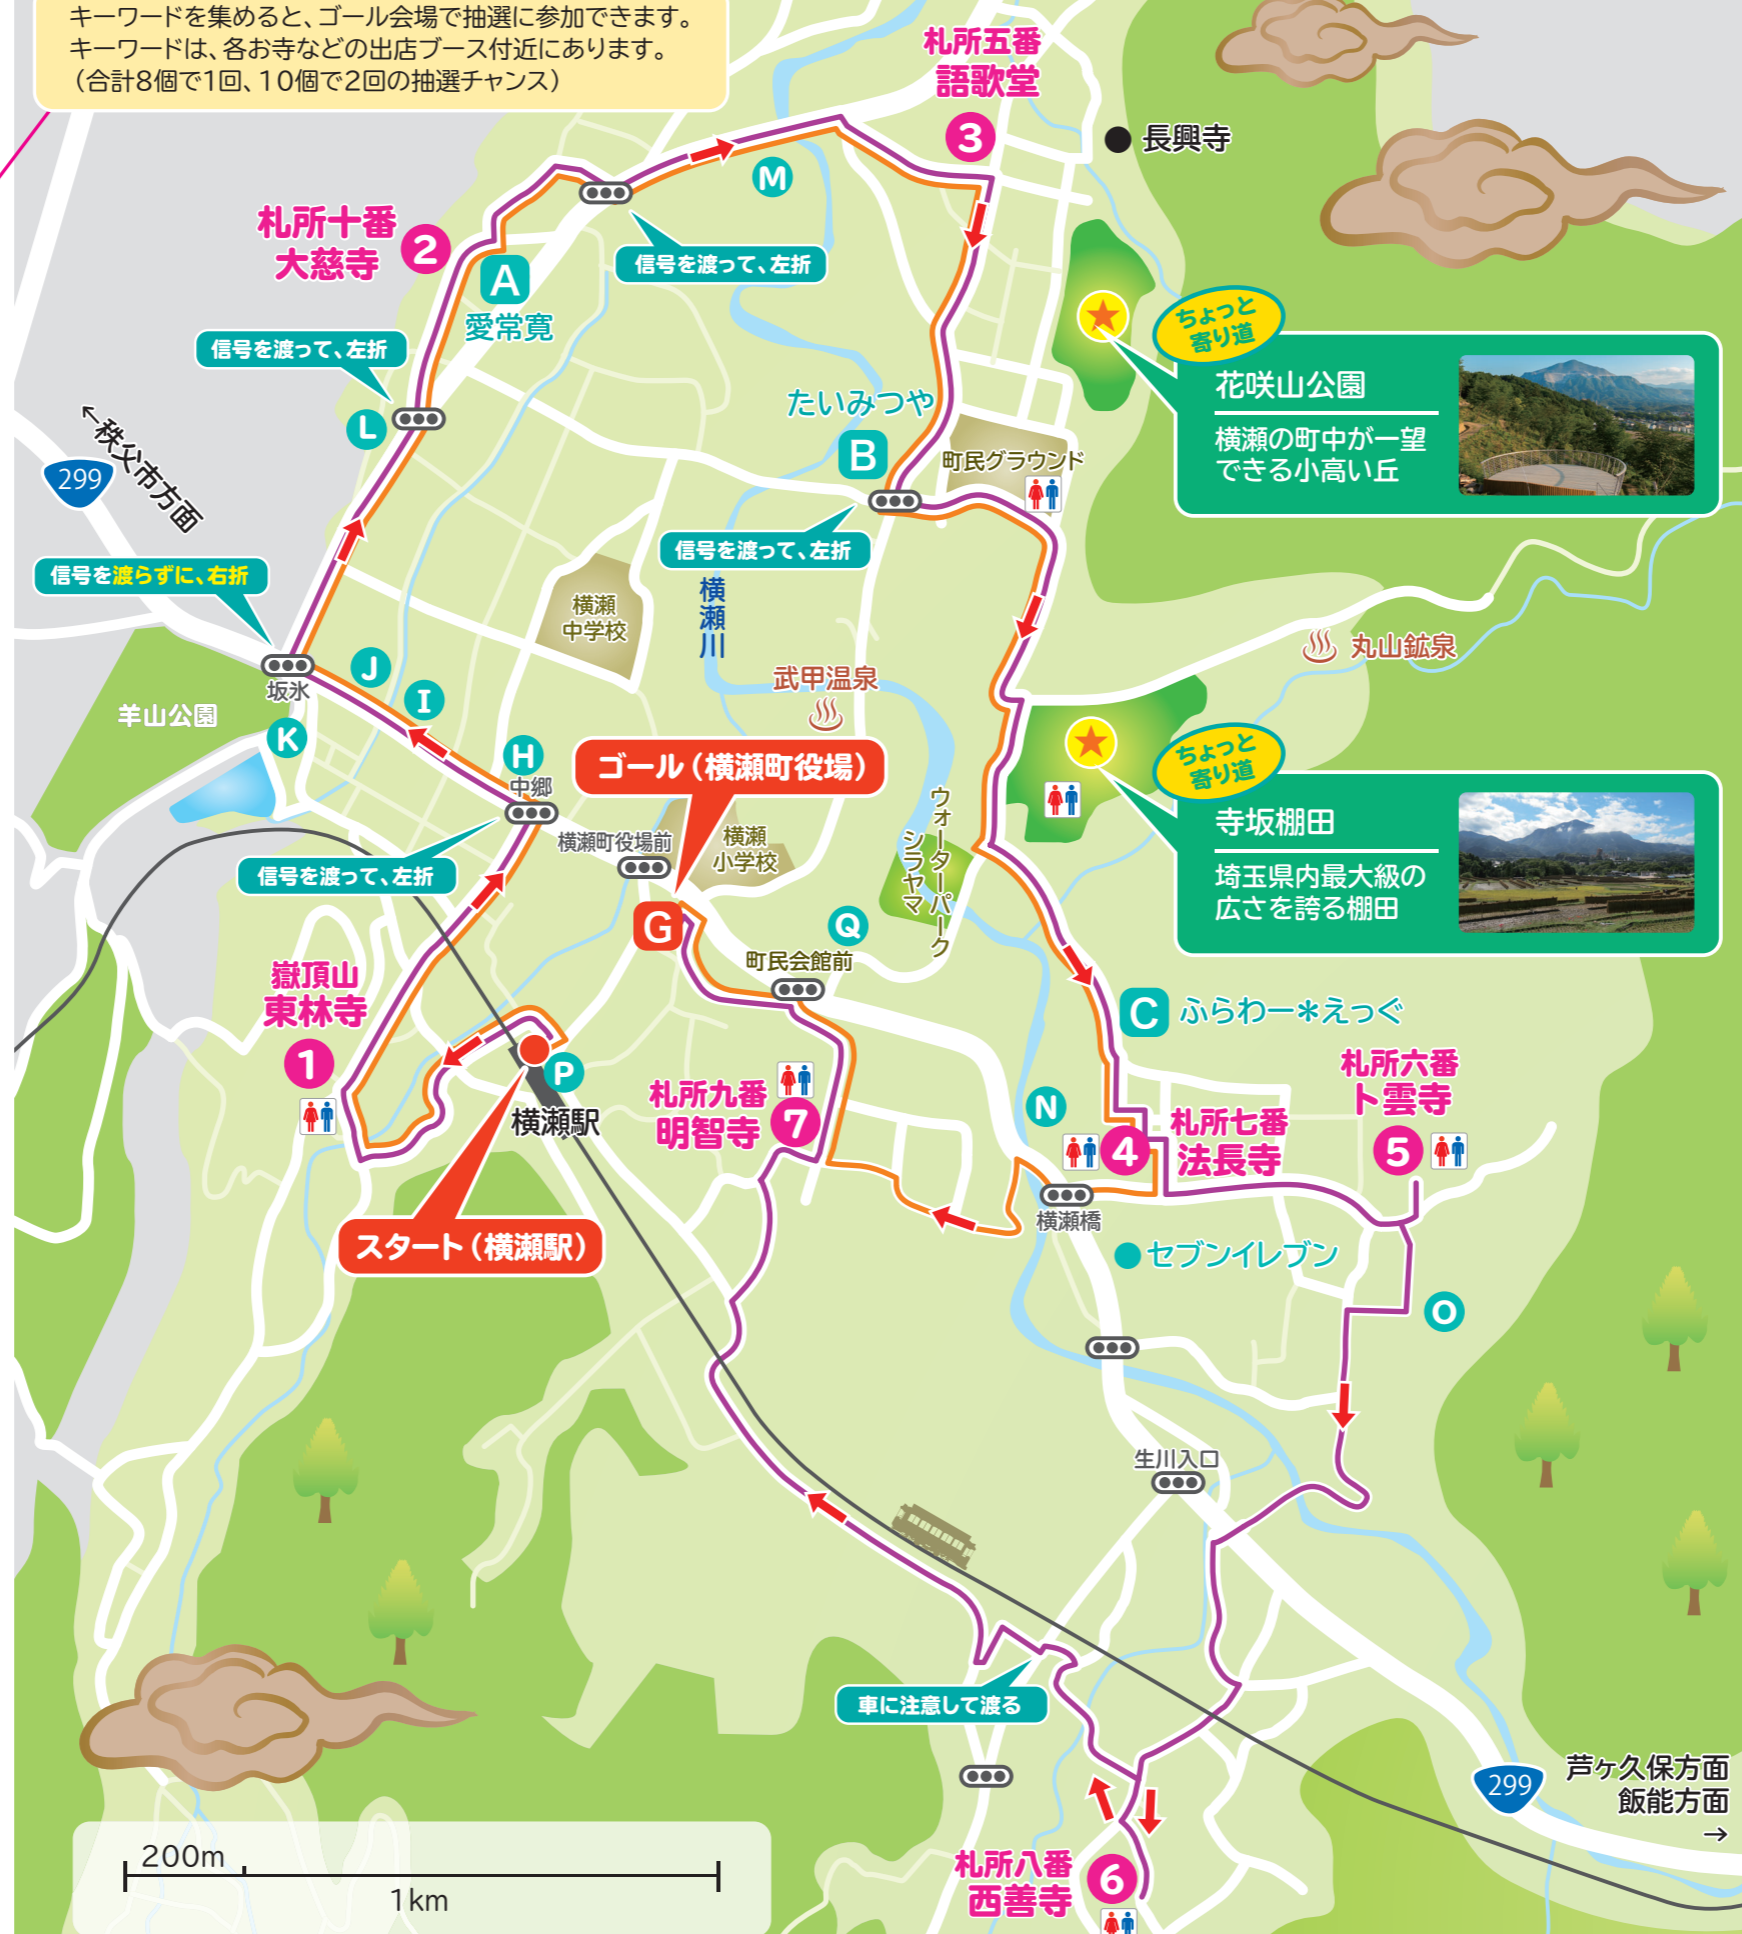 キーワードを集めると、ゴール会場で抽選に参加できます。
キーワードは、各お寺などの出店ブース付近にあります。
（合計8個で1回、10個で2回の抽選チャンス）
札所五番
語歌堂
3
長興寺
M
札所十番
大慈寺
2
信号を渡って、左折
A
愛常寛
ちょっと
寄り道
花咲山公園
横瀬の町中が一望
できる小高い丘
信号を渡って、左折
L
たいみつや
B
町民グラウンド
←秩父市方面
299
信号を渡って、左折
信号を渡らずに、右折
横瀬
中学校
横瀬川
丸山鉱泉
坂氷
J
I
羊山公園
K
武甲温泉
H
中郷
ゴール（横瀬町役場）
ちょっと
寄り道
寺坂棚田
埼玉県内最大級の
広さを誇る棚田
ウォーターパーク
シラヤマ
横瀬町役場前
横瀬
小学校
信号を渡って、左折
G
Q
町民会館前
嶽頂山
東林寺
1
C
ふらわー＊えっぐ
P
横瀬駅
札所九番
明智寺
7
N
札所七番
法長寺
4
札所六番
卜雲寺
5
横瀬橋
スタート（横瀬駅）
セブンイレブン
O
生川入口
車に注意して渡る
299
芦ヶ久保方面
飯能方面
→
200m
1km
札所八番
西善寺
6